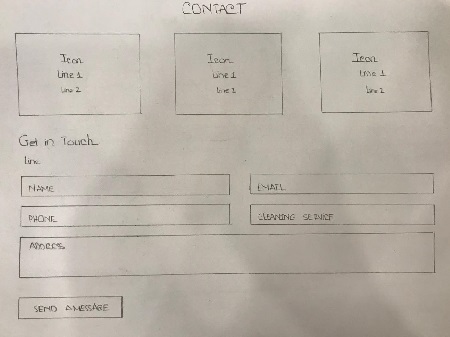 CONTACT
Icon
Line 1
Line 2
Icon
Line 1
Line 2
Icon
Line 1
Line 2
Get in Touch
line
NAME
EMAIL
PHONE
CLEANING SERVICE
ADDRESS
SEND A MESSAGE